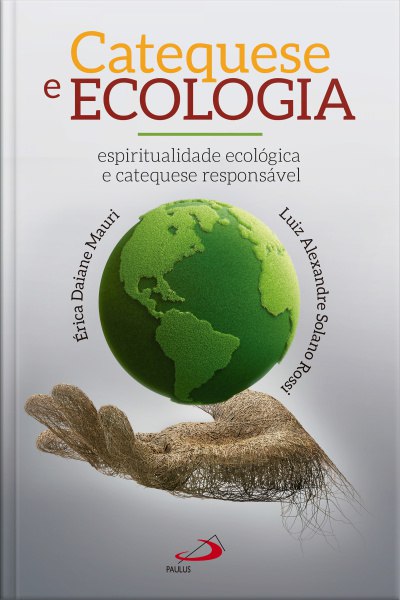 Catequese
e ECOLOGIA
espiritualidade ecológica
e catequese responsável
Érica Daiane Mauri
Luiz Alexandre Solano Rossi
PAULUS